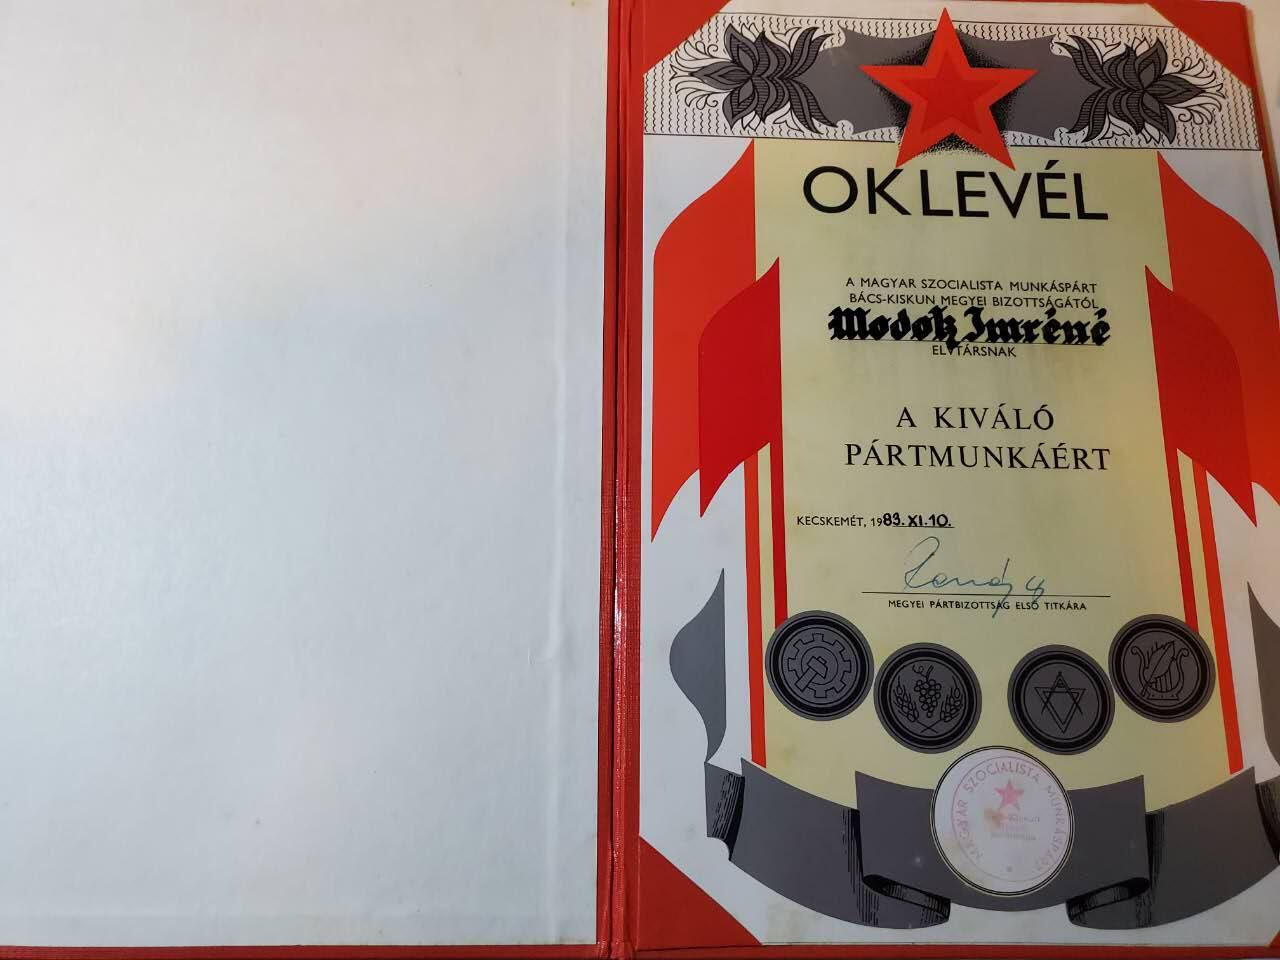 OKLEVÉL
A MAGYAR SZOCIALISTA MUNKÁSPÁRT
BÁCS-KISKUN MEGYEI BIZOTTSÁGÁTÓL
Modok Imréné
ELVTÁRSNAK
A KIVÁLÓ
PÁRTMUNKÁÉRT
KECSKEMÉT, 1983. XI. 10.
MEGYEI PÁRTBIZOTTSÁG ELSŐ TITKÁRA
MAGYAR SZOCIALISTA MUNKÁSPÁRT